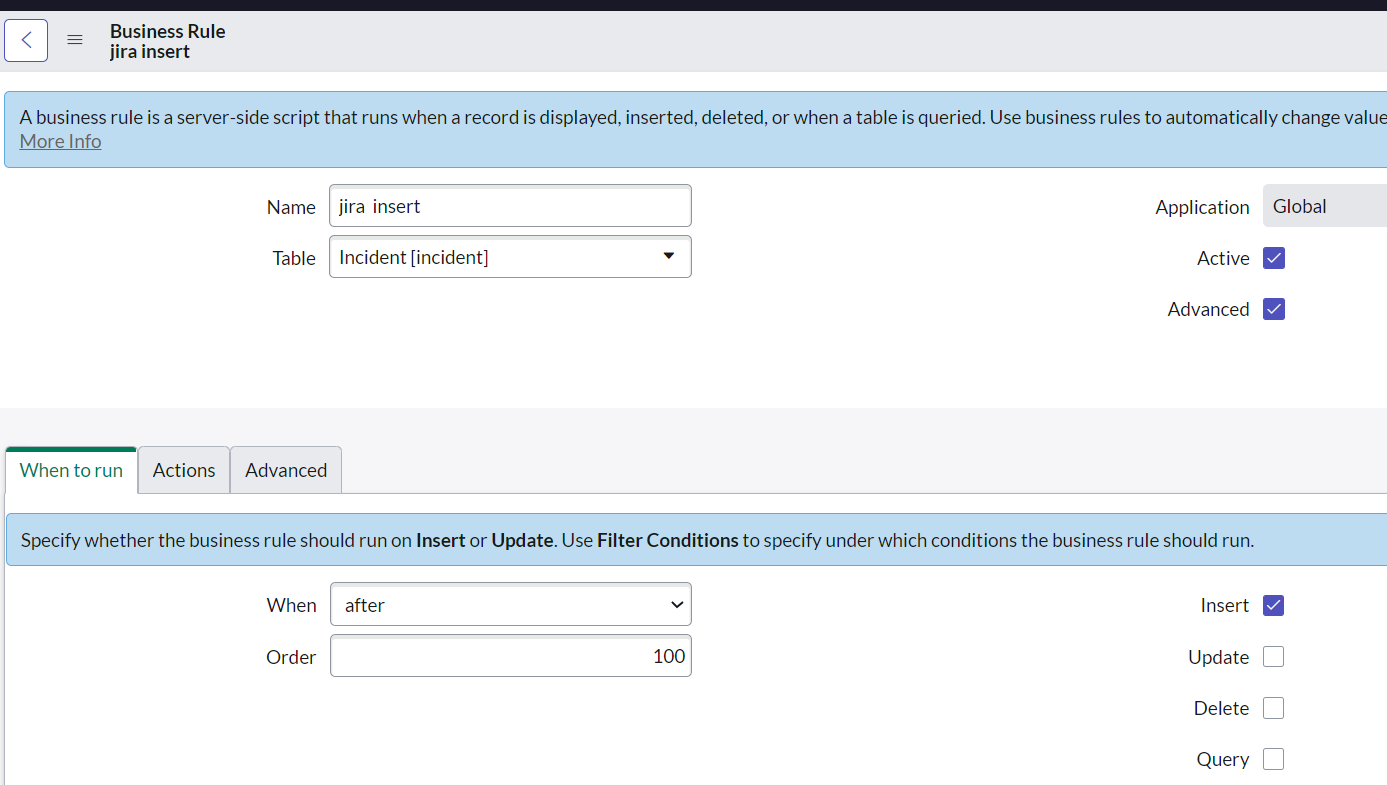 Business Rule
jira insert
A business rule is a server-side script that runs when a record is displayed, inserted, deleted, or when a table is queried. Use business rules to automatically change value
More Info
Name jira insert
Application Global
Table Incident [incident]
Active
Advanced
When to run Actions Advanced
Specify whether the business rule should run on Insert or Update. Use Filter Conditions to specify under which conditions the business rule should run.
When after
Insert
Order 100
Update
Delete
Query